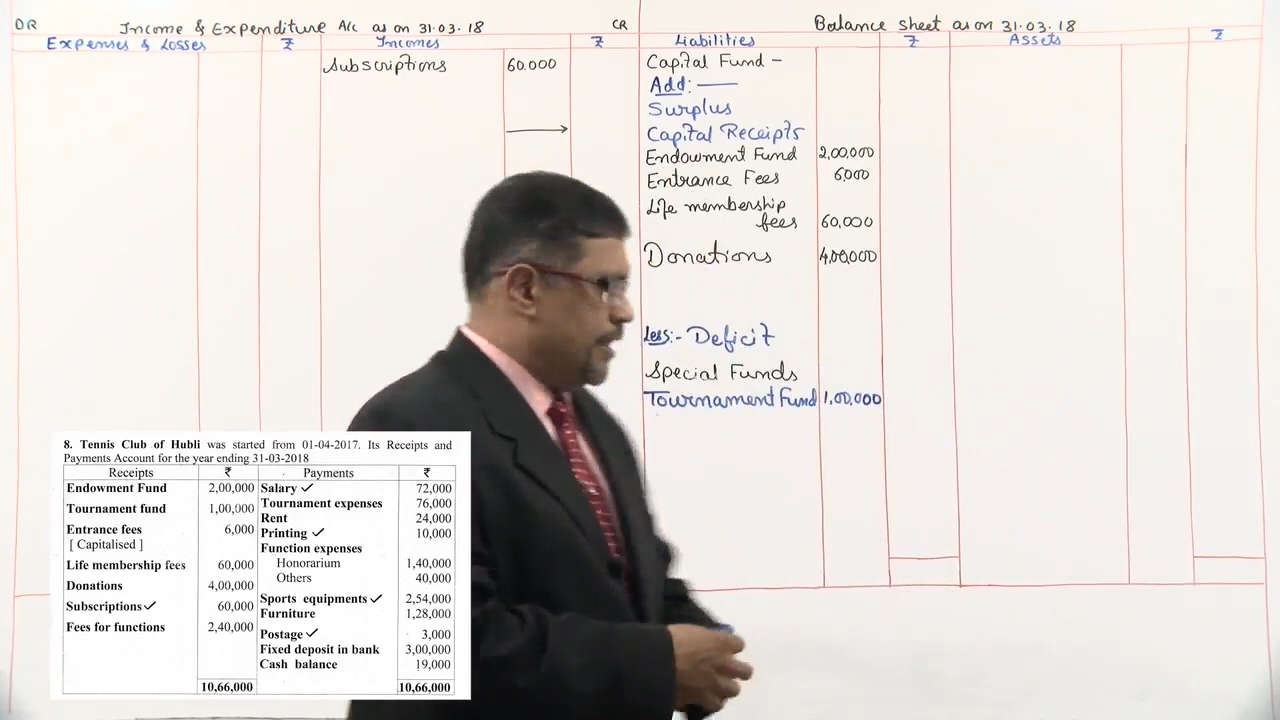 DR Income & Expenditure A/c as on 31.03.18 CR
Expenses & Losses ₹ Incomes ₹
Subscriptions 60.000
Balance sheet as on 31.03.18
Liabilities ₹ Assets ₹
Capital Fund -
Add: —
Surplus
Capital Receipts
Endowment Fund 2,00,000
Entrance Fees 6,000
Life membership
fees 60,000
Donations 4,00,000
Less:- Deficit
Special Funds
Tournament Fund 1,00,000
8. Tennis Club of Hubli was started from 01-04-2017. Its Receipts and
Payments Account for the year ending 31-03-2018
Receipts ₹ Payments ₹
Endowment Fund 2,00,000 Salary ✓ 72,000
Tournament expenses 76,000
Tournament fund 1,00,000 Rent 24,000
Entrance fees 6,000 Printing ✓ 10,000
[ Capitalised ] Function expenses
Life membership fees 60,000 Honorarium 1,40,000
Donations 4,00,000 Others 40,000
Subscriptions ✓ 60,000 Sports equipments ✓ 2,54,000
Furniture 1,28,000
Fees for functions 2,40,000 Postage ✓ 3,000
Fixed deposit in bank 3,00,000
Cash balance 19,000
10,66,000 10,66,000